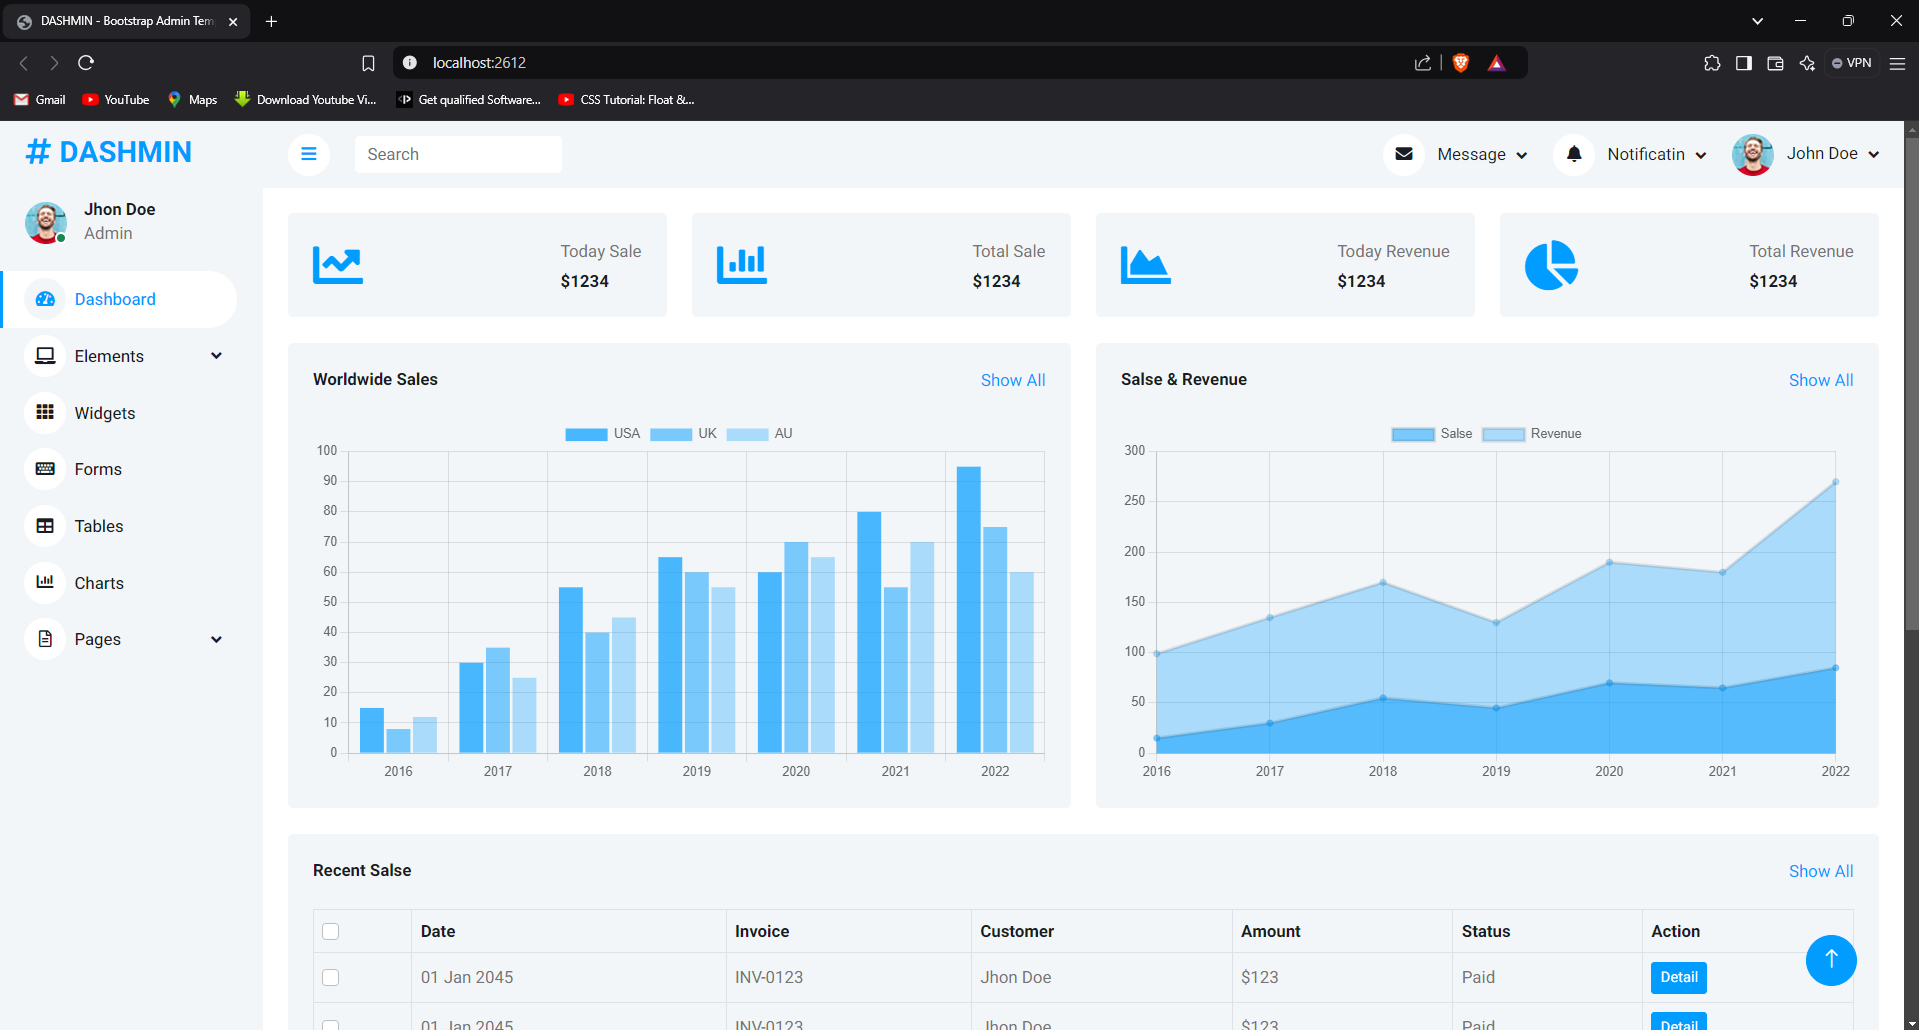 DASHMIN - Bootstrap Admin Tem
localhost:2612
VPN
Gmail YouTube Maps Download Youtube Vi... Get qualified Software... CSS Tutorial: Float &...
# DASHMIN
Search
Message
Notificatin
John Doe
Jhon Doe
Admin
Dashboard
Elements
Widgets
Forms
Tables
Charts
Pages
Today Sale
$1234
Total Sale
$1234
Today Revenue
$1234
Total Revenue
$1234
Worldwide Sales
Show All
USA UK AU
100
90
80
70
60
50
40
30
20
10
0
2016 2017 2018 2019 2020 2021 2022
Salse & Revenue
Show All
Salse Revenue
300
250
200
150
100
50
0
2016 2017 2018 2019 2020 2021 2022
Recent Salse
Show All
Date Invoice Customer Amount Status Action
01 Jan 2045 INV-0123 Jhon Doe $123 Paid Detail
01 Jan 2045 INV-0123 Jhon Doe $123 Paid Detail